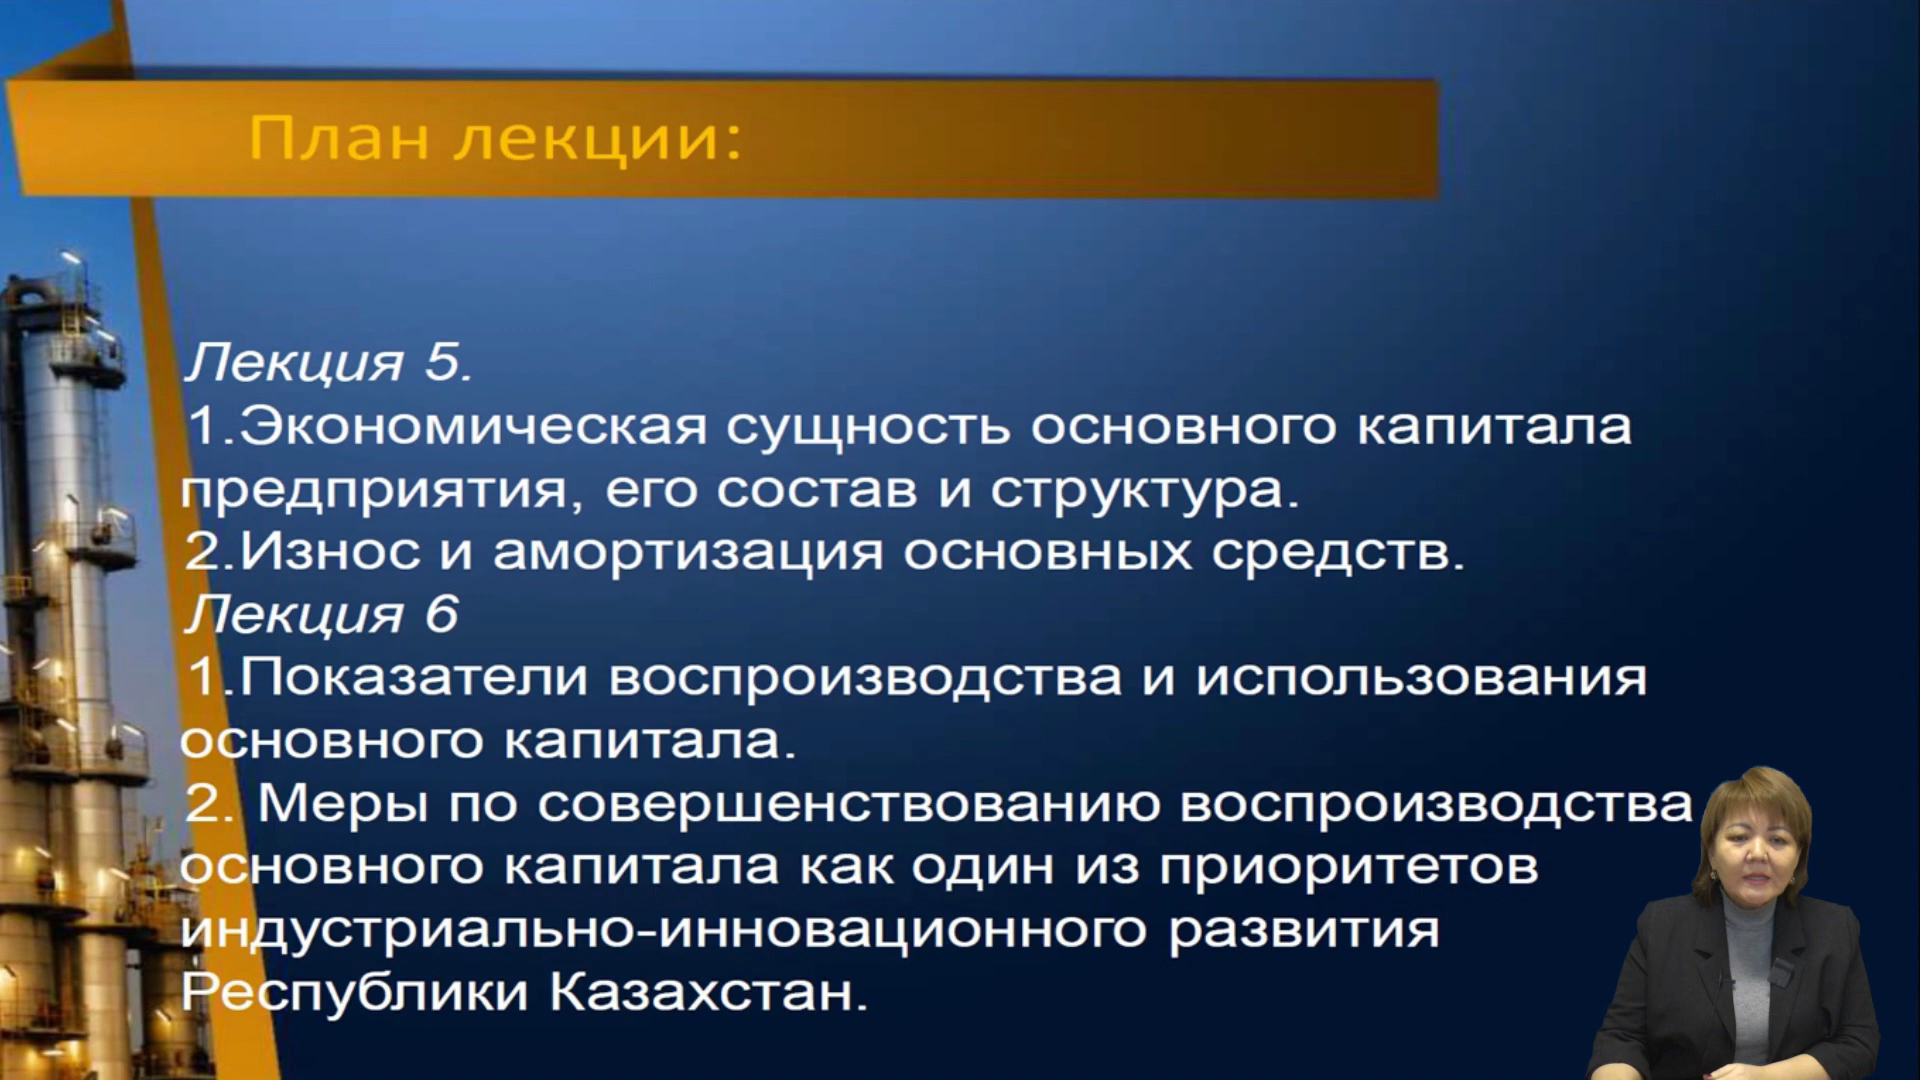 План лекции:
Лекция 5.
1.Экономическая сущность основного капитала
предприятия, его состав и структура.
2.Износ и амортизация основных средств.
Лекция 6
1.Показатели воспроизводства и использования
основного капитала.
2. Меры по совершенствованию воспроизводства
основного капитала как один из приоритетов
индустриально-инновационного развития
Республики Казахстан.